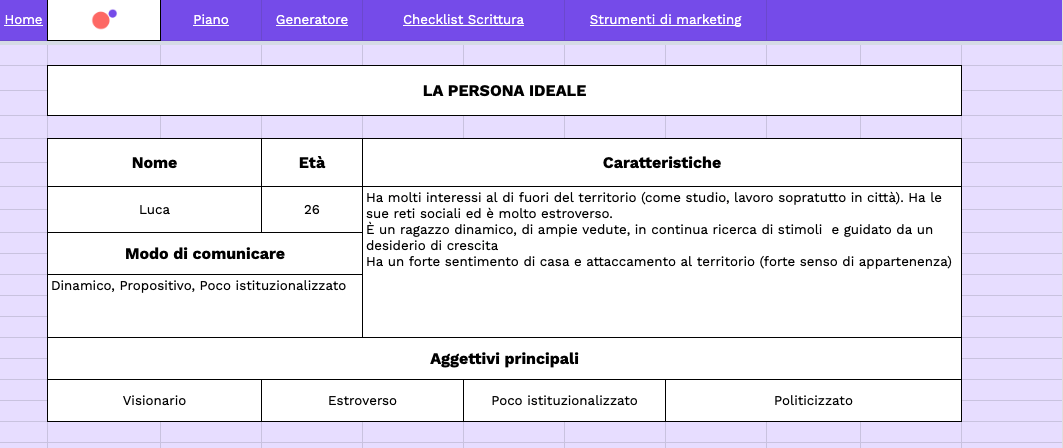 Home
Piano
Generatore
Checklist Scrittura
Strumenti di marketing
LA PERSONA IDEALE
Nome
Età
Caratteristiche
Luca
26
Ha molti interessi al di fuori del territorio (come studio, lavoro sopratutto in città). Ha le
sue reti sociali ed è molto estroverso.
È un ragazzo dinamico, di ampie vedute, in continua ricerca di stimoli  e guidato da un
desiderio di crescita
Ha un forte sentimento di casa e attaccamento al territorio (forte senso di appartenenza)
Modo di comunicare
Dinamico, Propositivo, Poco istituzionalizzato
Aggettivi principali
Visionario
Estroverso
Poco istituzionalizzato
Politicizzato